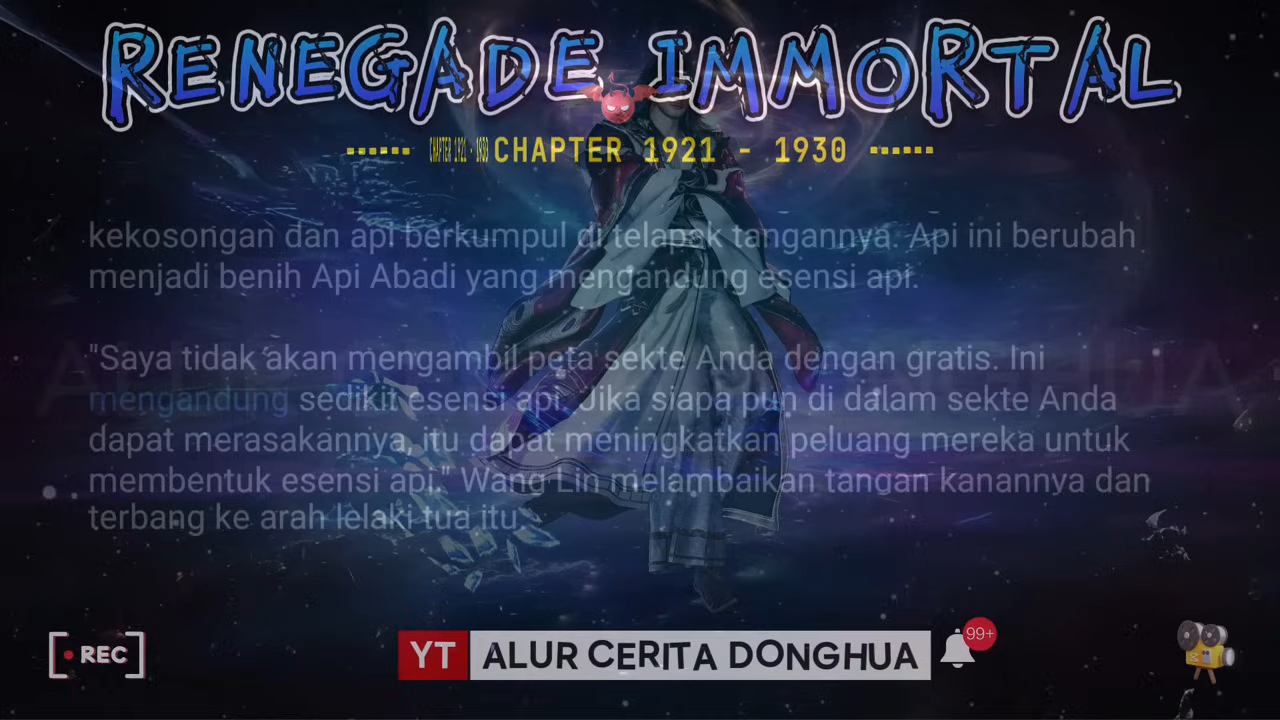 RENEGADE IMMORTAL
CHAPTER 1921 - 1930 CHAPTER 1921 - 1930
kekosongan dan api berkumpul di telapak tangannya. Api ini berubah
menjadi benih Api Abadi yang mengandung esensi api.
"Saya tidak akan mengambil peta sekte Anda dengan gratis. Ini
mengandung sedikit esensi api. Jika siapa pun di dalam sekte Anda
dapat merasakannya, itu dapat meningkatkan peluang mereka untuk
membentuk esensi api." Wang Lin melambaikan tangan kanannya dan
terbang ke arah lelaki tua itu.
REC
YT ALUR CERITA DONGHUA 99+